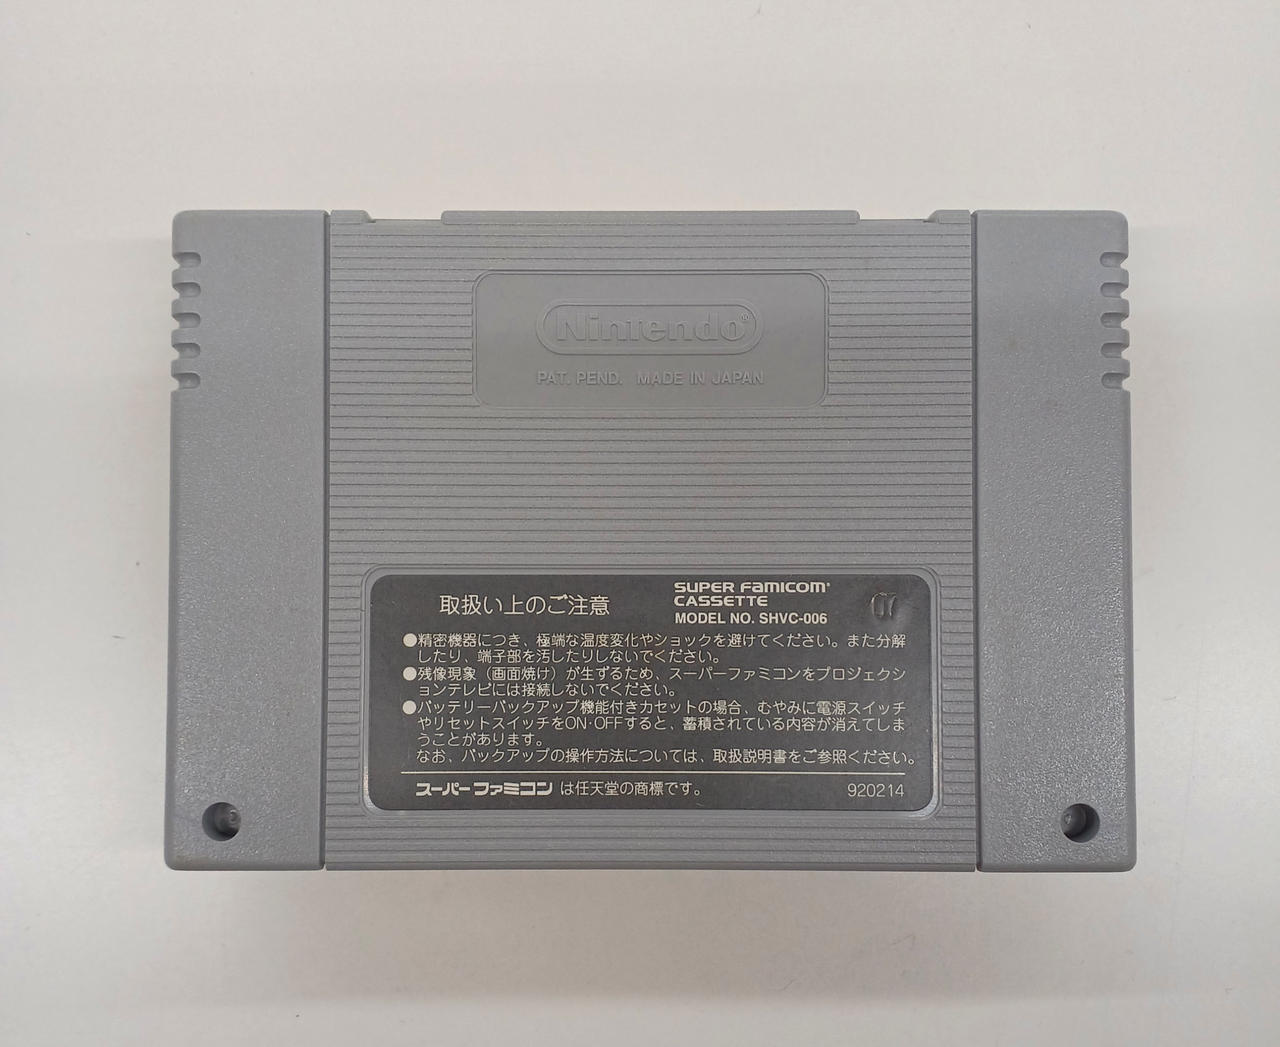 Nintendo®
PAT. PEND. MADE IN JAPAN
取扱い上のご注意
SUPER FAMICOM®
CASSETTE
MODEL NO. SHVC-006
07
●精密機器につき、極端な温度変化やショックを避けてください。また分解
したり、端子部を汚したりしないでください。
●残像現象（画面焼け）が生ずるため、スーパーファミコンをプロジェクシ
ョンテレビには接続しないでください。
●バッテリーバックアップ機能付きカセットの場合、むやみに電源スイッチ
やリセットスイッチをON・OFFすると、蓄積されている内容が消えてしま
うことがあります。
なお、バックアップの操作方法については、取扱説明書をご参照ください。
スーパーファミコンは任天堂の商標です。
920214